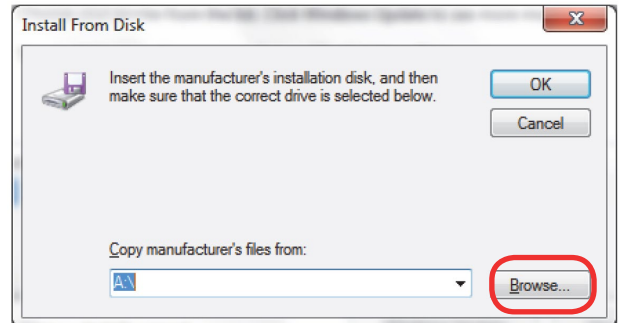 Install From Disk
Insert the manufacturer's installation disk, and then
make sure that the correct drive is selected below.
OK
Cancel
Copy manufacturer's files from:
A:\
Browse...